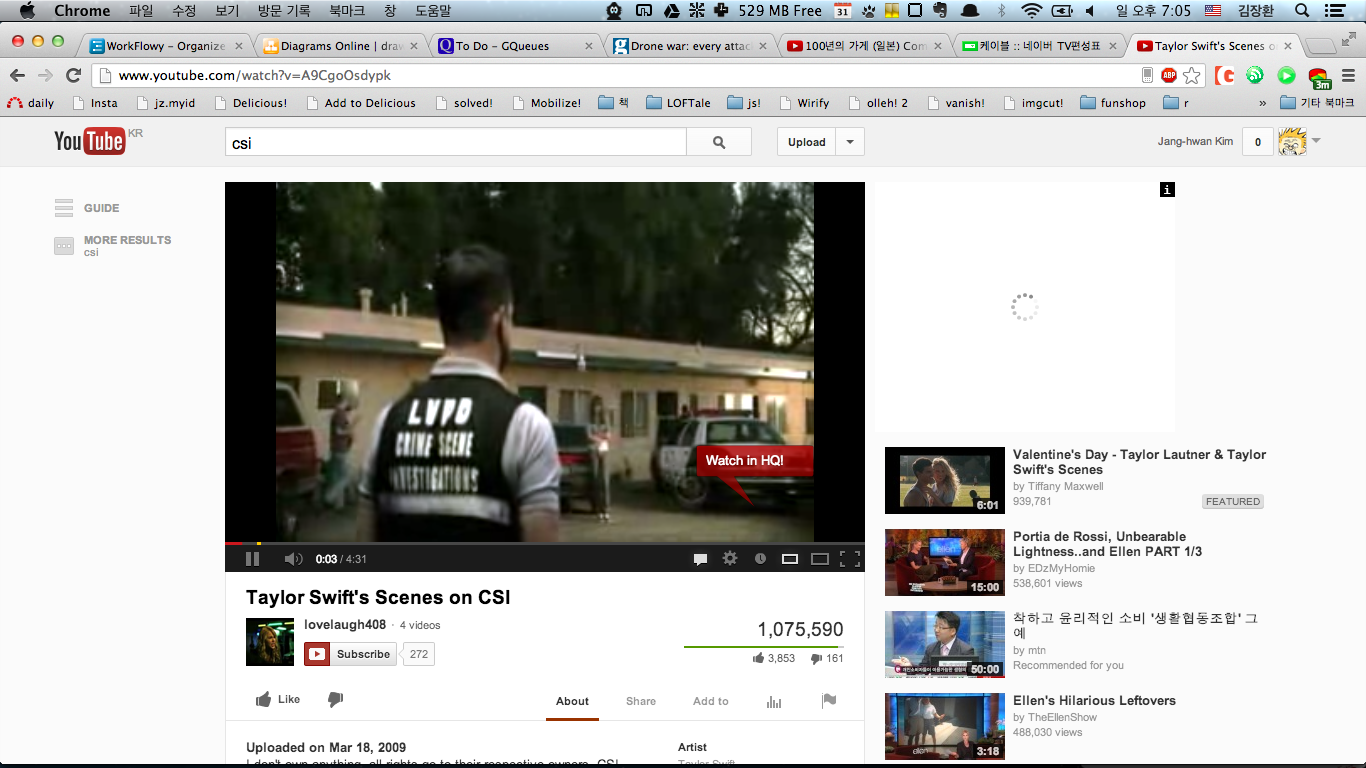 Chrome 파일 수정 보기 방문 기록 북마크 창 도움말 529 MB Free 31 일 오후 7:05 김장환
WorkFlowy – Organize Diagrams Online | draw To Do – GQueues Drone war: every attac 100년의 가게 (일본) Com 케이블 :: 네이버 TV편성표 Taylor Swift's Scenes o
www.youtube.com/watch?v=A9CgoOsdypk ABP
daily Insta jz.myid Delicious! Add to Delicious solved! Mobilize! 책 LOFTale js! Wirify olleh! 2 vanish! imgcut! funshop r » 기타 북마크
3m
YouTube KR csi Upload Jang-hwan Kim 0
GUIDE
MORE RESULTS
csi
LVPD
CRIME SCENE
INVESTIGATIONS
Watch in HQ!
0:03 / 4:31
Taylor Swift's Scenes on CSI
lovelaugh408 · 4 videos
Subscribe 272
1,075,590
3,853 161
Like About Share Add to
Uploaded on Mar 18, 2009
I don't own anything, all rights go to their respective owners. CSI
Artist
Taylor Swift
i
Valentine's Day - Taylor Lautner & Taylor
Swift's Scenes
by Tiffany Maxwell
939,781 FEATURED
6:01
Portia de Rossi, Unbearable
Lightness..and Ellen PART 1/3
by EDzMyHomie
538,601 views
15:00
착하고 윤리적인 소비 '생활협동조합' 그
예
by mtn
Recommended for you
50:00
Ellen's Hilarious Leftovers
by TheEllenShow
488,030 views
ellen
3:18